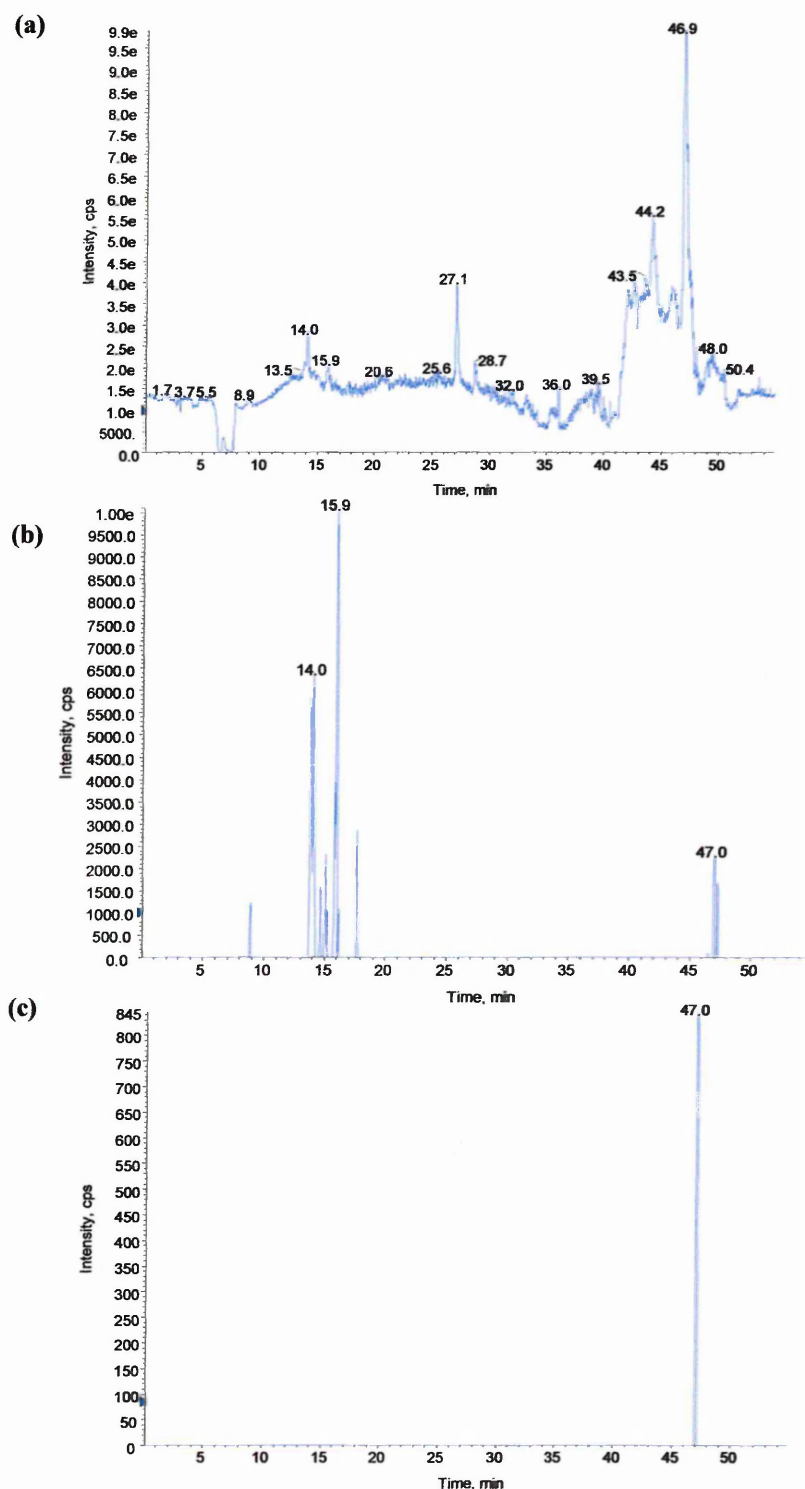 (a)
9.9e
9.5e
9.0e
8.5e
8.0e
7.5e
7.0e
6.5e
6.0e
5.5e
5.0e
4.5e
4.0e
3.5e
3.0e
2.5e
2.0e
1.5e
1.0e
5000.
0.0
Intensity, cps
1.7 3.7 5.5 8.9 13.5 14.0 15.9 20.6 25.6 27.1 28.7 32.0 36.0 39.5 43.5 44.2 46.9 48.0 50.4
5 10 15 20 25 30 35 40 45 50
Time, min
(b)
1.00e
9500.0
9000.0
8500.0
8000.0
7500.0
7000.0
6500.0
6000.0
5500.0
5000.0
4500.0
4000.0
3500.0
3000.0
2500.0
2000.0
1500.0
1000.0
500.0
0.0
Intensity, cps
14.0 15.9 47.0
5 10 15 20 25 30 35 40 45 50
Time, min
(c)
845
800
750
700
650
600
550
500
450
400
350
300
250
200
150
100
50
0
Intensity, cps
47.0
5 10 15 20 25 30 35 40 45 50
Time, min